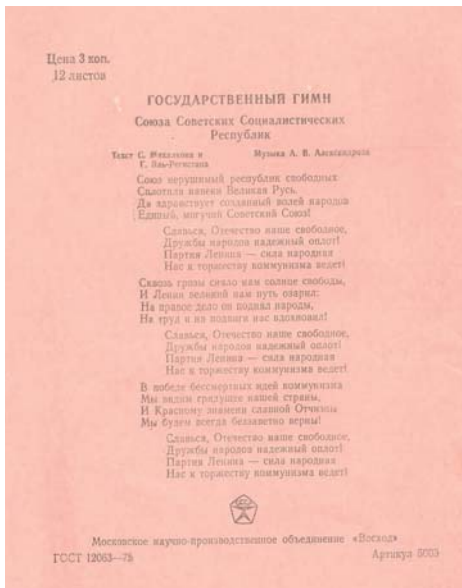 Цена 3 коп.
12 листов
ГОСУДАРСТВЕННЫЙ ГИМН
Союза Советских Социалистических
Республик
Текст С. Михалкова и
Г. Эль-Регистана
Музыка А. В. Александрова
Союз нерушимый республик свободных
Сплотила навеки Великая Русь.
Да здравствует созданный волей народов
Единый, могучий Советский Союз!
Славься, Отечество наше свободное,
Дружбы народов надежный оплот!
Партия Ленина — сила народная
Нас к торжеству коммунизма ведет!
Сквозь грозы сияло нам солнце свободы,
И Ленин великий нам путь озарил:
На правое дело он поднял народы,
На труд и на подвиги нас вдохновил!
Славься, Отечество наше свободное,
Дружбы народов надежный оплот!
Партия Ленина — сила народная
Нас к торжеству коммунизма ведет!
В победе бессмертных идей коммунизма
Мы видим грядущее нашей страны,
И Красному знамени славной Отчизны
Мы будем всегда беззаветно верны!
Славься, Отечество наше свободное,
Дружбы народов надежный оплот!
Партия Ленина — сила народная
Нас к торжеству коммунизма ведет!
Московское научно-производственное объединение «Восход»
ГОСТ 12063—75
Артикул 5003